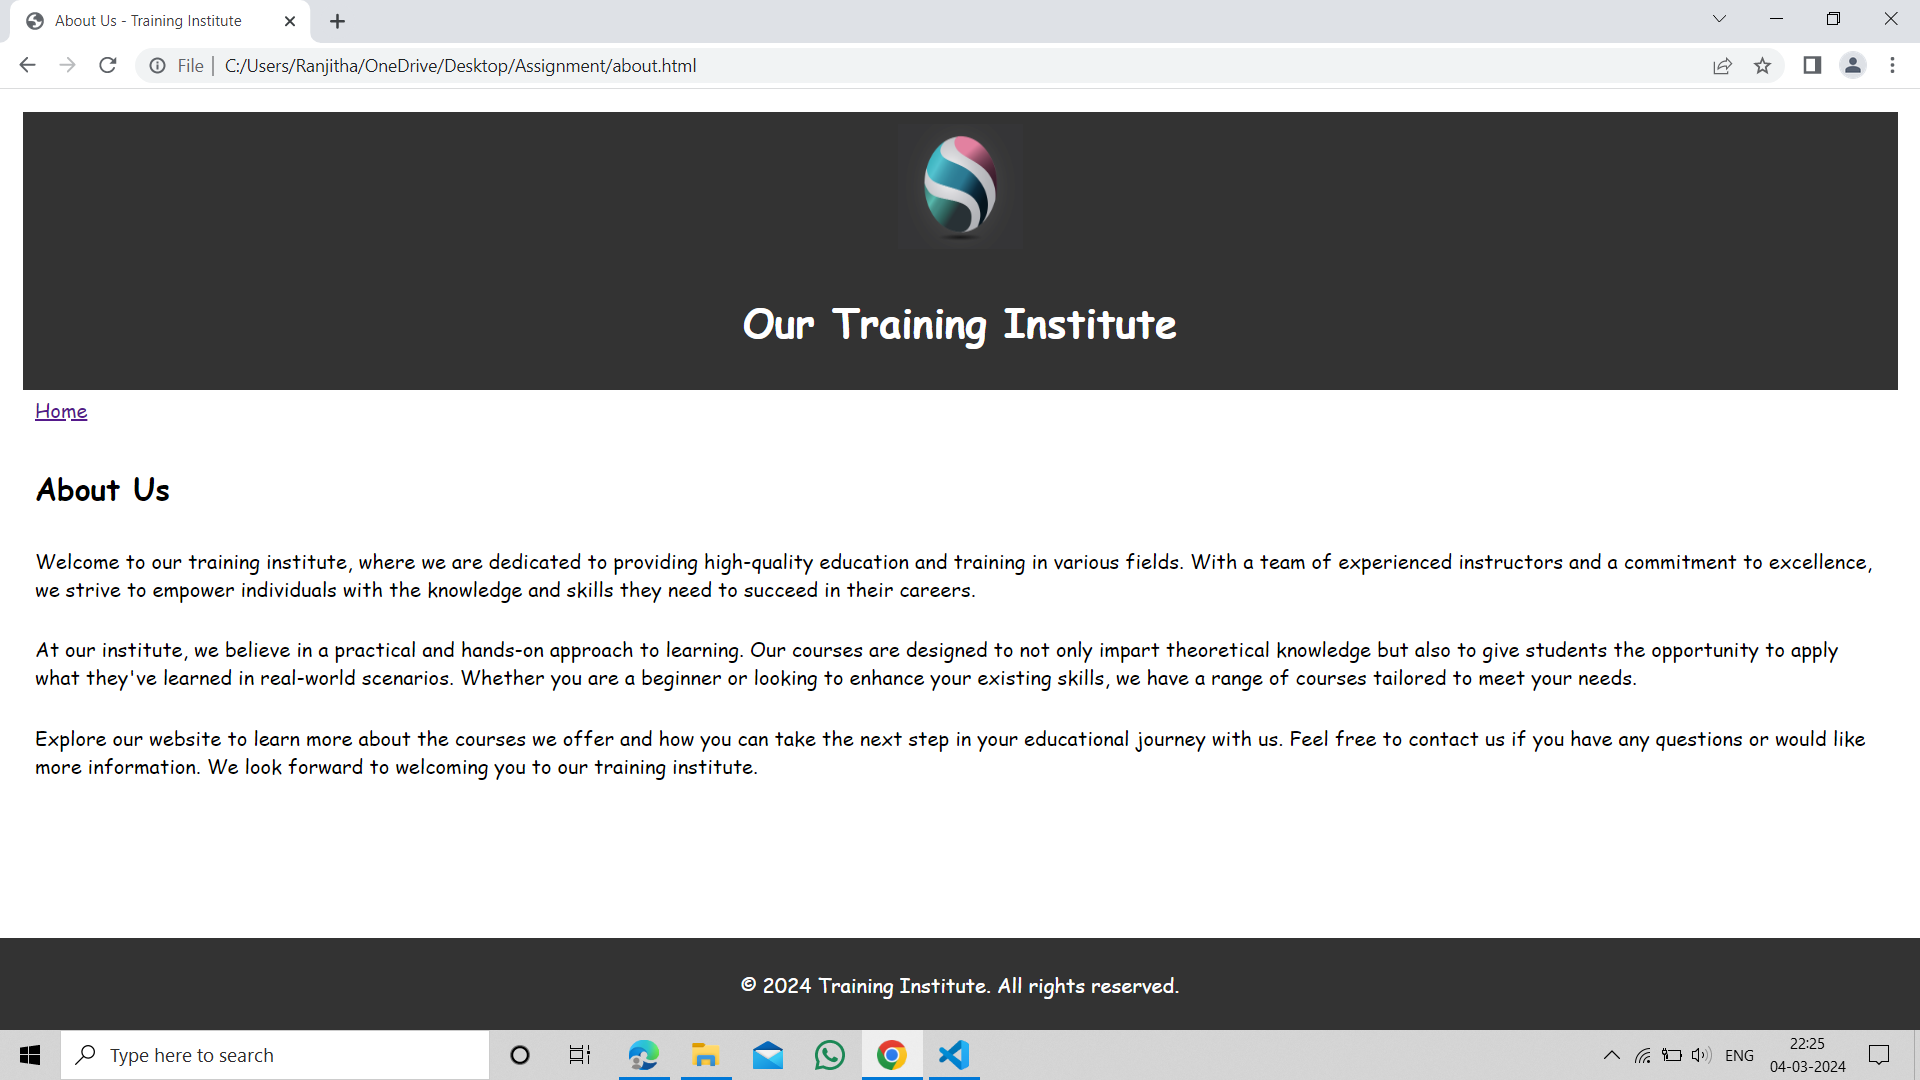 About Us - Training Institute
File
C:/Users/Ranjitha/OneDrive/Desktop/Assignment/about.html
Our Training Institute
Home
About Us
Welcome to our training institute, where we are dedicated to providing high-quality education and training in various fields. With a team of experienced instructors and a commitment to excellence,
we strive to empower individuals with the knowledge and skills they need to succeed in their careers.
At our institute, we believe in a practical and hands-on approach to learning. Our courses are designed to not only impart theoretical knowledge but also to give students the opportunity to apply
what they've learned in real-world scenarios. Whether you are a beginner or looking to enhance your existing skills, we have a range of courses tailored to meet your needs.
Explore our website to learn more about the courses we offer and how you can take the next step in your educational journey with us. Feel free to contact us if you have any questions or would like
more information. We look forward to welcoming you to our training institute.
© 2024 Training Institute. All rights reserved.
Type here to search
ENG
22:25
04-03-2024